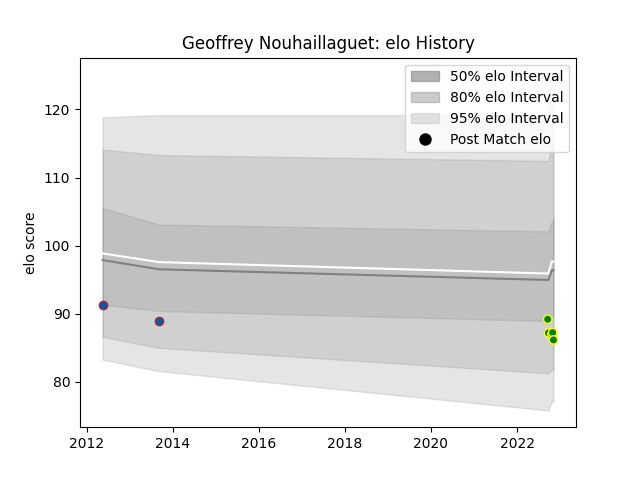 Geoffrey Nouhaillaguet: elo History
50% elo Interval
80% elo Interval
95% elo Interval
Post Match elo
elo score
120
110
100
90
80
2012
2014
2016
2018
2020
2022